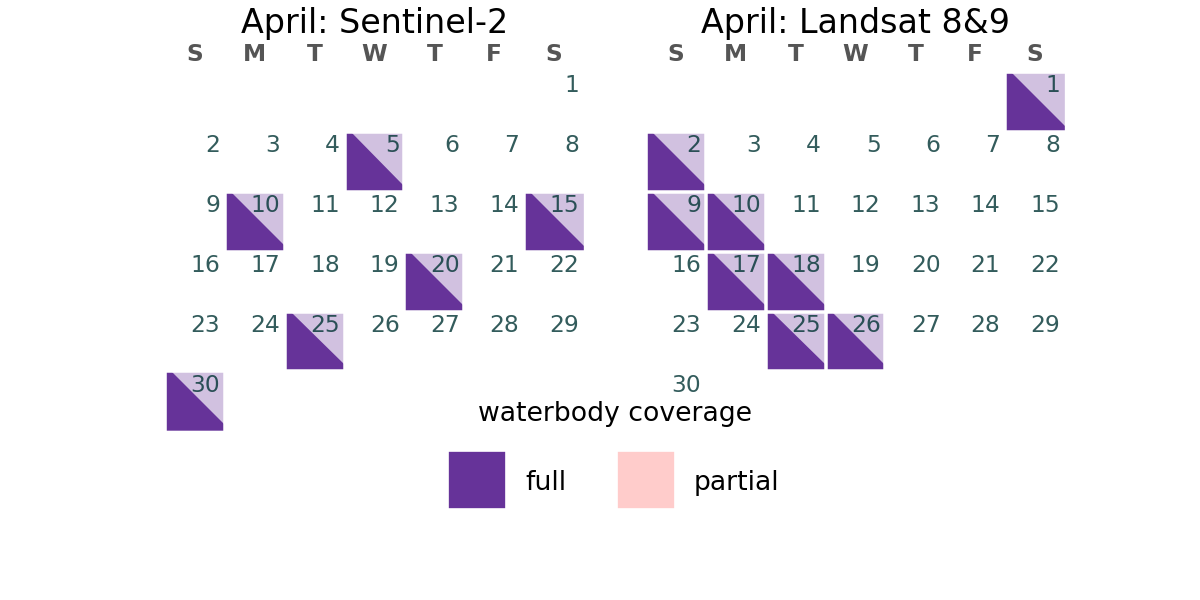 April: Sentinel-2
S M T W T F S
1
2 3 4 5 6 7 8
9 10 11 12 13 14 15
16 17 18 19 20 21 22
23 24 25 26 27 28 29
30
April: Landsat 8&9
S M T W T F S
1
2 3 4 5 6 7 8
9 10 11 12 13 14 15
16 17 18 19 20 21 22
23 24 25 26 27 28 29
30
waterbody coverage
full partial